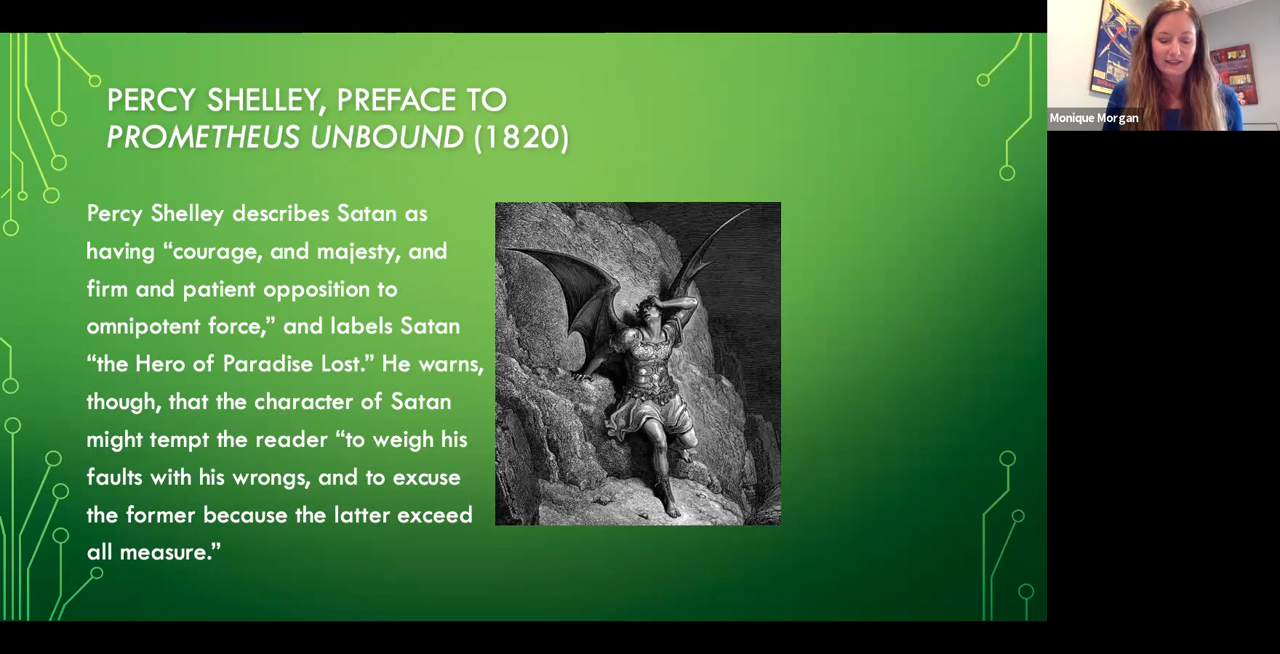 PERCY SHELLEY, PREFACE TO
PROMETHEUS UNBOUND (1820)
Percy Shelley describes Satan as
having “courage, and majesty, and
firm and patient opposition to
omnipotent force,” and labels Satan
“the Hero of Paradise Lost.” He warns,
though, that the character of Satan
might tempt the reader “to weigh his
faults with his wrongs, and to excuse
the former because the latter exceed
all measure.”
Monique Morgan